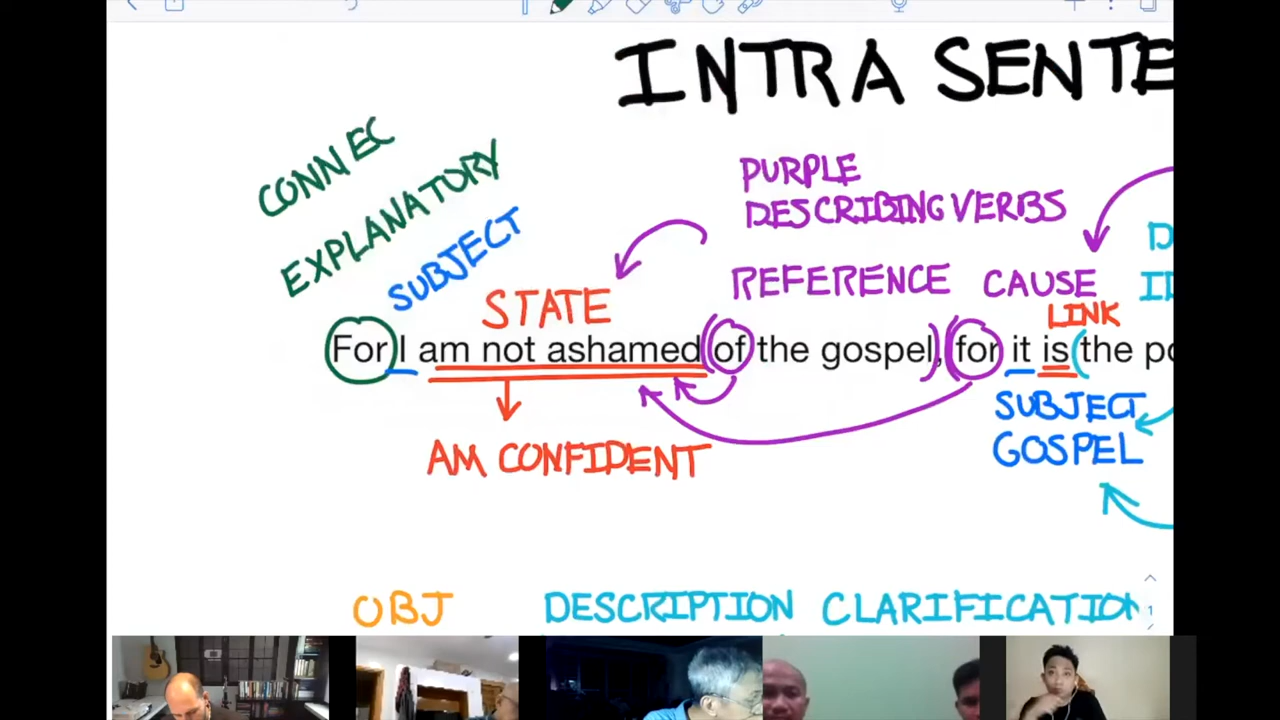 INTRA SENTE
CONNEC
EXPLANATORY
SUBJECT
PURPLE
DESCRIBING VERBS
REFERENCE CAUSE
STATE
LINK
For I am not ashamed (of the gospel), (for it is (the po
SUBJECT
GOSPEL
AM CONFIDENT
OBJ DESCRIPTION CLARIFICATION
1